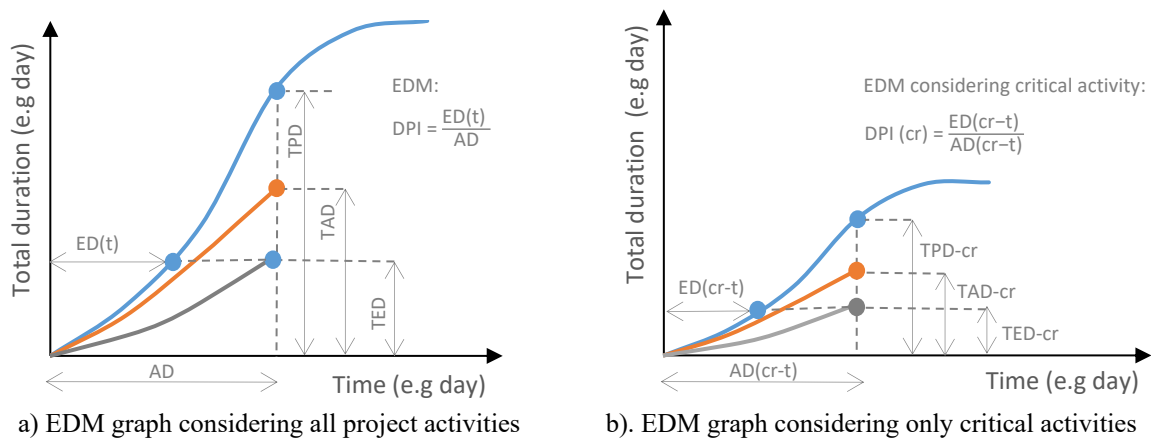 Total duration (e.g day)
EDM:
DPI = ED(t)
AD
TPD
TAD
ED(t)
TED
AD
Time (e.g day)
a) EDM graph considering all project activities
Total duration (e.g day)
EDM considering critical activity:
DPI (cr) = ED(cr−t)
AD(cr−t)
TPD-cr
ED(cr-t)
TAD-cr
TED-cr
AD(cr-t)
Time (e.g day)
b). EDM graph considering only critical activities